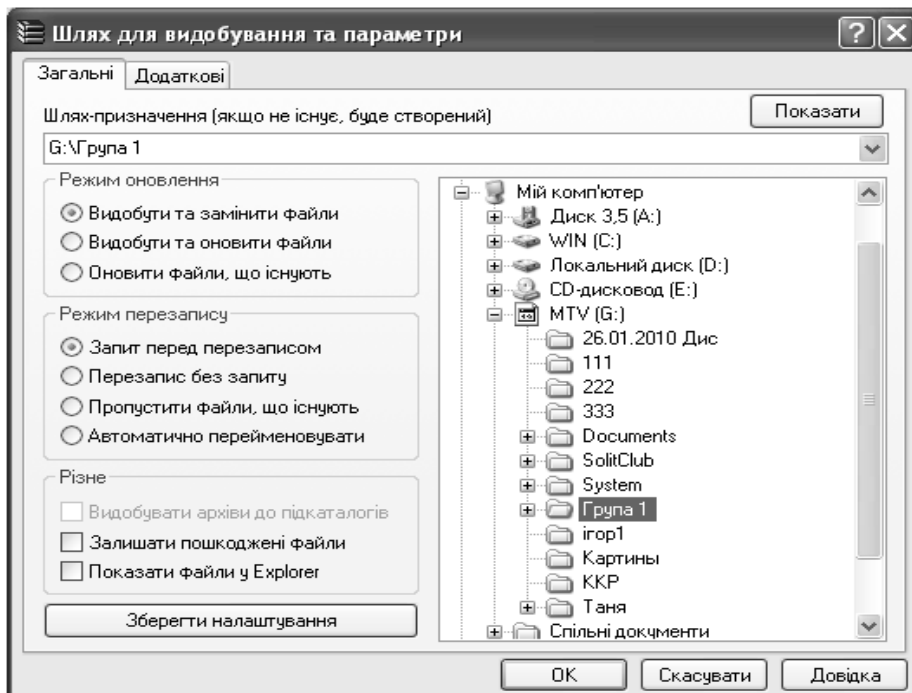 Шлях для видобування та параметри
Загальні
Додаткові
Шлях-призначення (якщо не існує, буде створений)
Показати
G:\Група 1
Режим оновлення
Видобути та замінити файли
Видобути та оновити файли
Оновити файли, що існують
Режим перезапису
Запит перед перезаписом
Перезапис без запиту
Пропустити файли, що існують
Автоматично перейменовувати
Різне
Видобувати архіви до підкаталогів
Залишати пошкоджені файли
Показати файли у Explorer
Зберегти налаштування
Мій комп'ютер
Диск 3,5 (A:)
WIN (C:)
Локальний диск (D:)
CD-дисковод (E:)
MTV (G:)
26.01.2010 Дис
111
222
333
Documents
SolitClub
System
Група 1
ігор1
Картины
ККР
Таня
Спільні документи
OK
Скасувати
Довідка